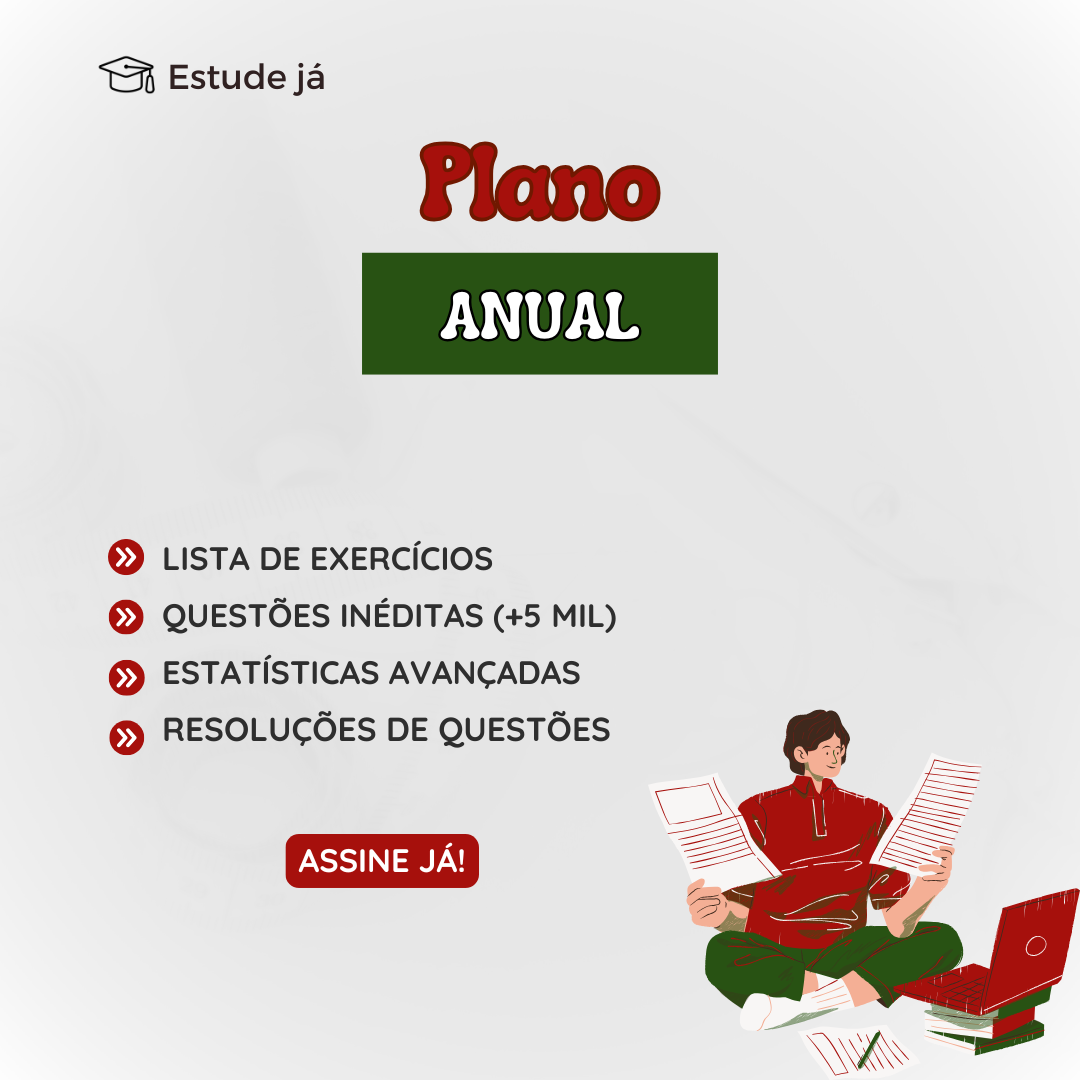 Estude já
Plano
ANUAL
LISTA DE EXERCÍCIOS
QUESTÕES INÉDITAS (+5 MIL)
ESTATÍSTICAS AVANÇADAS
RESOLUÇÕES DE QUESTÕES
ASSINE JÁ!